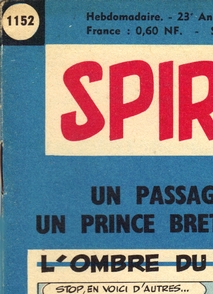 1152
Hebdomadaire. - 23e An
France : 0,60 NF. -
SPIR
UN PASSAG
UN PRINCE BRET
L'OMBRE DU
STOP, EN VOICI D'AUTRES...